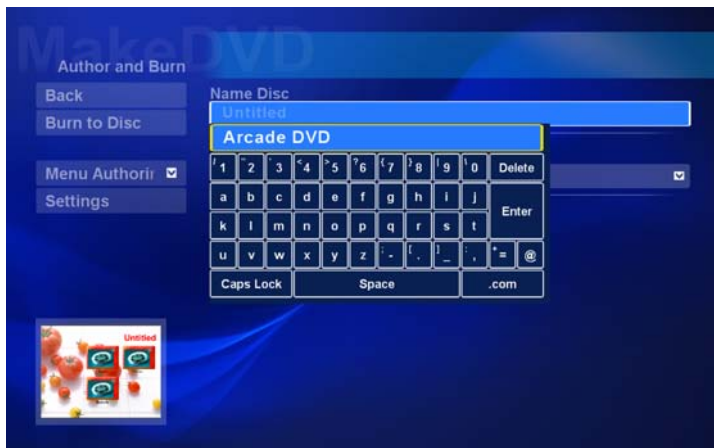 MakeDVD
Author and Burn
Back
Name Disc
Untitled
Burn to Disc
Arcade DVD
1 2 3 4 5 6 7 8 9 0 Delete
Menu Authorin
a b c d e f g h i j
Settings
Enter
k l m n o p q r s t
u v w x y z - . _ , = @
Caps Lock Space .com
Untitled